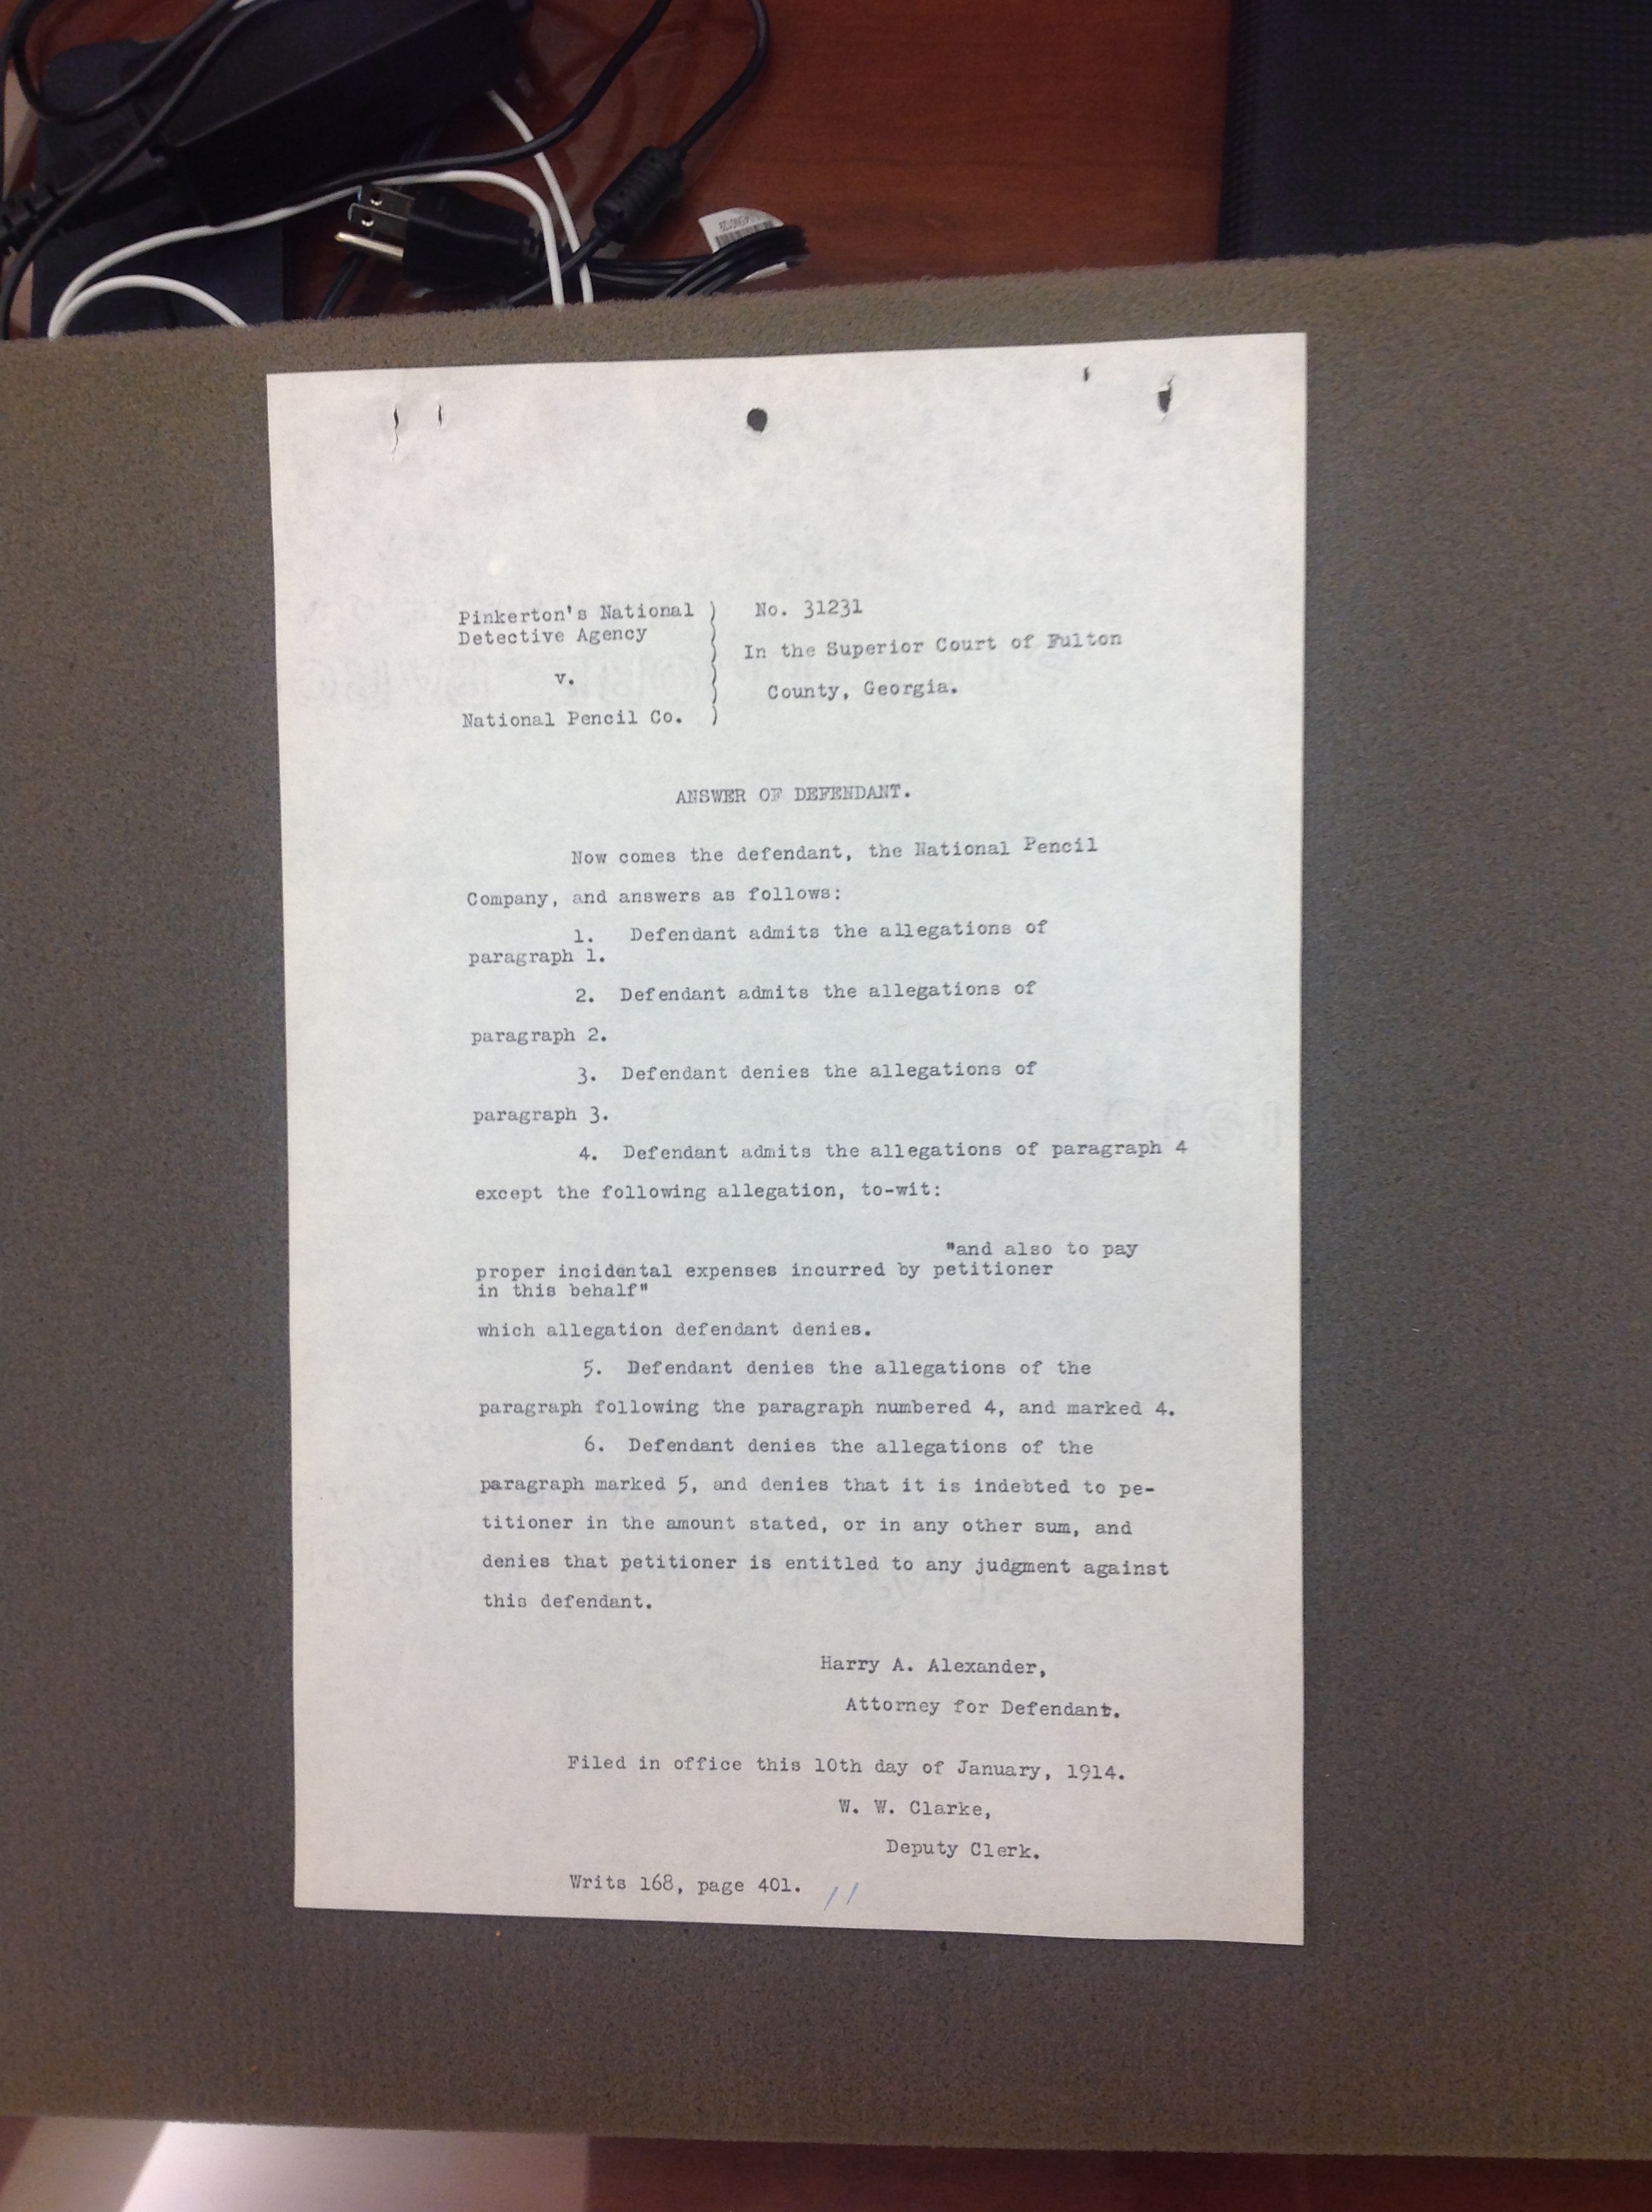 Pinkerton's National ) No. 31231
Detective Agency )
) In the Superior Court of Fulton
v. )
) County, Georgia.
National Pencil Co. )
ANSWER OF DEFENDANT.
Now comes the defendant, the National Pencil
Company, and answers as follows:
1. Defendant admits the allegations of
paragraph 1.
2. Defendant admits the allegations of
paragraph 2.
3. Defendant denies the allegations of
paragraph 3.
4. Defendant admits the allegations of paragraph 4
except the following allegation, to-wit:
"and also to pay
proper incidental expenses incurred by petitioner
in this behalf"
which allegation defendant denies.
5. Defendant denies the allegations of the
paragraph following the paragraph numbered 4, and marked 4.
6. Defendant denies the allegations of the
paragraph marked 5, and denies that it is indebted to pe-
titioner in the amount stated, or in any other sum, and
denies that petitioner is entitled to any judgment against
this defendant.
Harry A. Alexander,
Attorney for Defendant.
Filed in office this 10th day of January, 1914.
W. W. Clarke,
Deputy Clerk.
Writs 168, page 401. 11